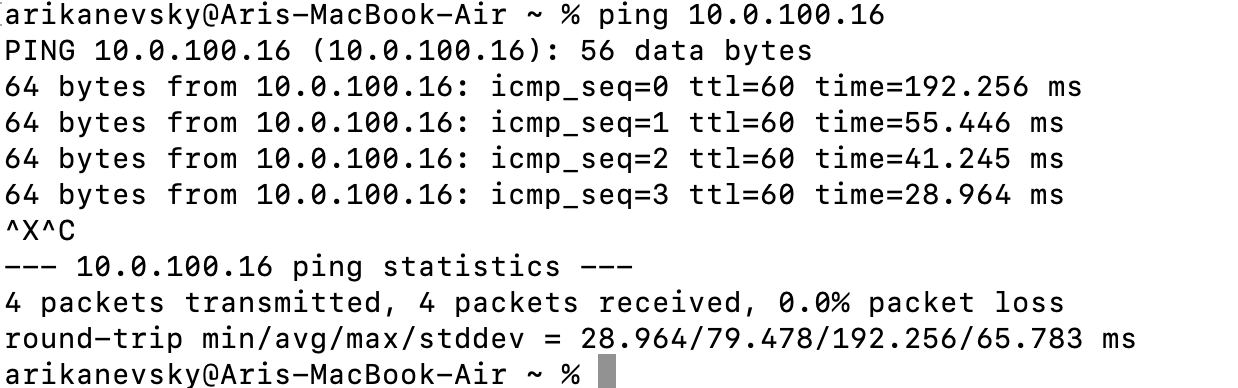 arikanevsky@Aris-MacBook-Air ~ % ping 10.0.100.16
PING 10.0.100.16 (10.0.100.16): 56 data bytes
64 bytes from 10.0.100.16: icmp_seq=0 ttl=60 time=192.256 ms
64 bytes from 10.0.100.16: icmp_seq=1 ttl=60 time=55.446 ms
64 bytes from 10.0.100.16: icmp_seq=2 ttl=60 time=41.245 ms
64 bytes from 10.0.100.16: icmp_seq=3 ttl=60 time=28.964 ms
^X^C
--- 10.0.100.16 ping statistics ---
4 packets transmitted, 4 packets received, 0.0% packet loss
round-trip min/avg/max/stddev = 28.964/79.478/192.256/65.783 ms
arikanevsky@Aris-MacBook-Air ~ %